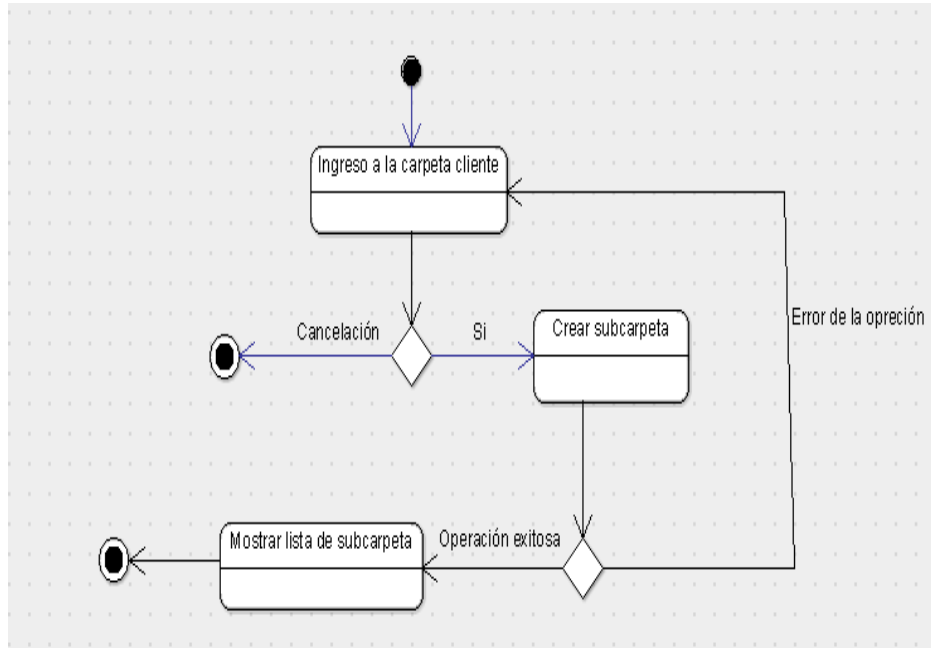 Ingreso a la carpeta cliente
Cancelación
Si
Crear subcarpeta
Error de la opreción
Mostrar lista de subcarpeta
Operación exitosa